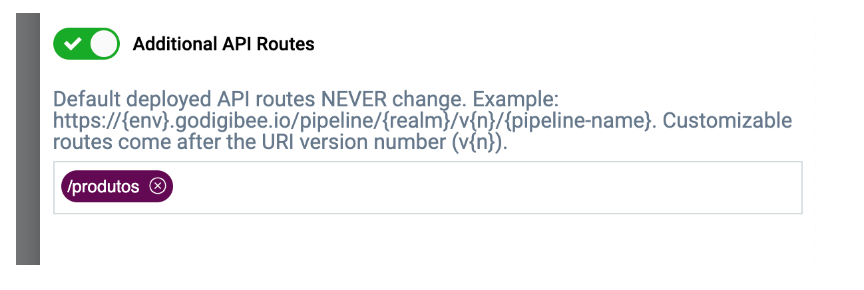 Additional API Routes
Default deployed API routes NEVER change. Example:
https://{env}.godigibee.io/pipeline/{realm}/v{n}/{pipeline-name}. Customizable
routes come after the URI version number (v{n}).
/produtos